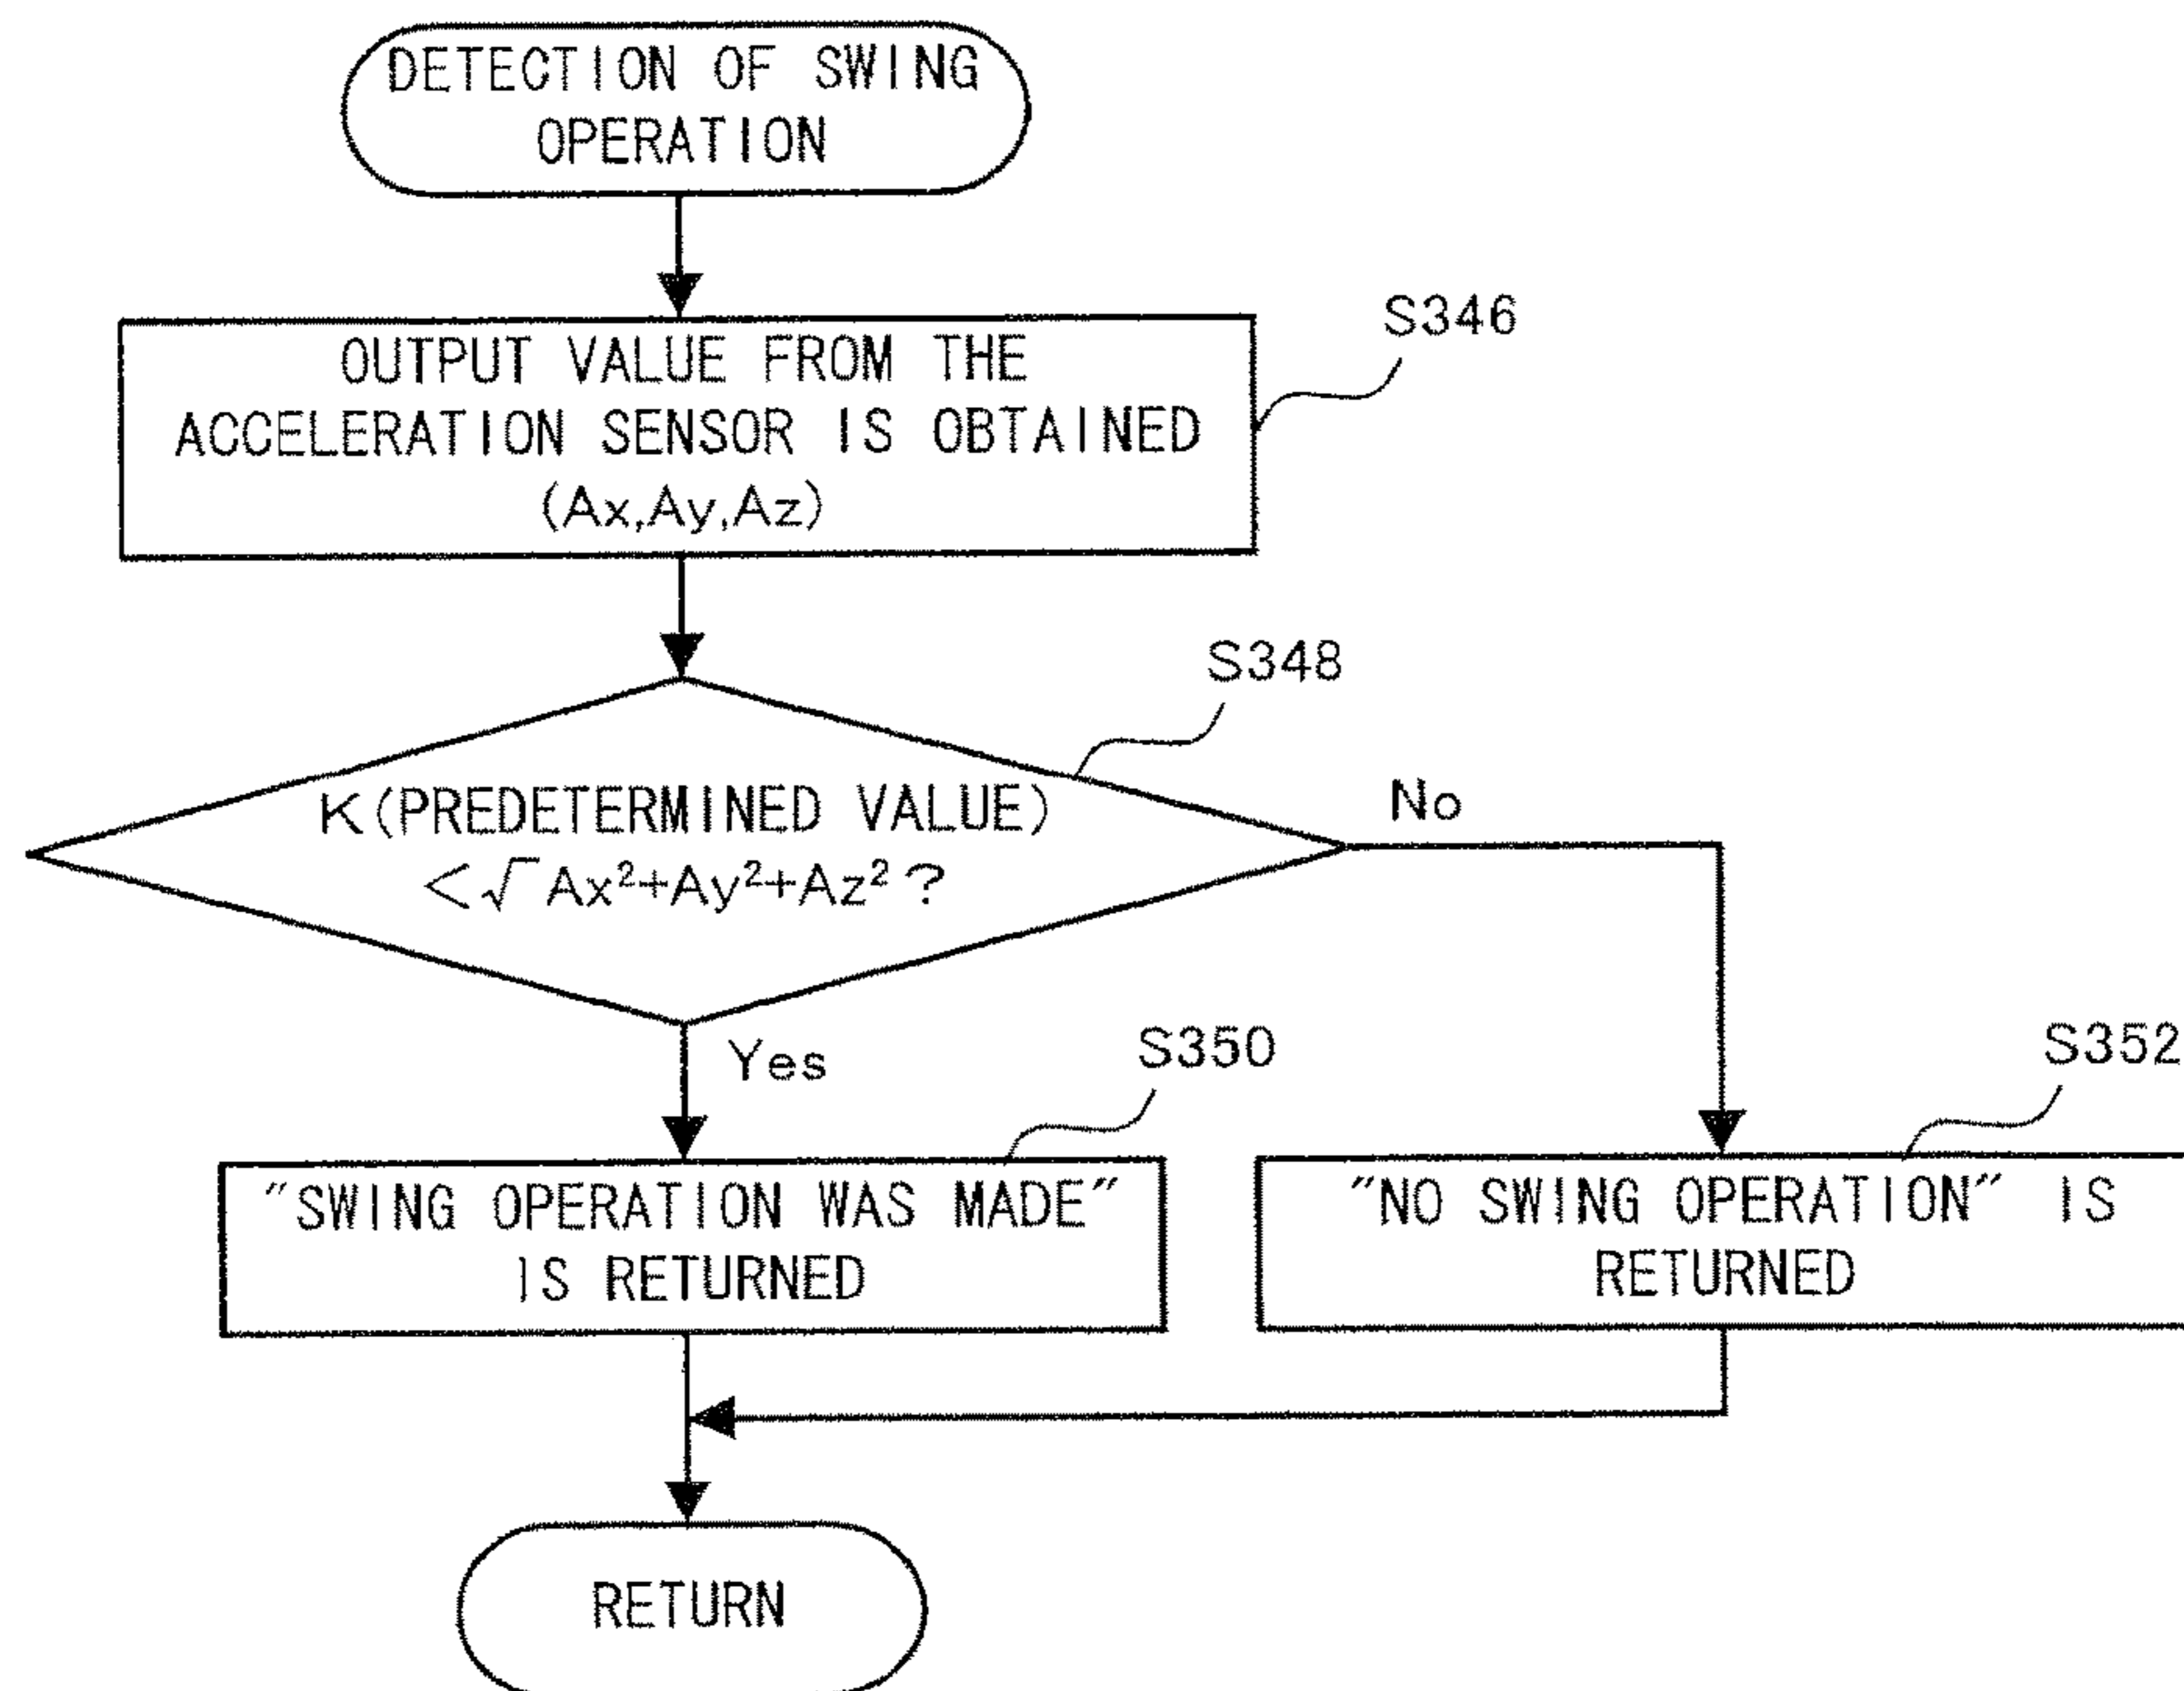 DETECTION OF SWING
OPERATION
S346
OUTPUT VALUE FROM THE
ACCELERATION SENSOR IS OBTAINED
(Ax,Ay,Az)
S348
K(PREDETERMINED VALUE)
<√Ax²+Ay²+Az²?
No
Yes
S350
S352
"SWING OPERATION WAS MADE"
IS RETURNED
"NO SWING OPERATION" IS
RETURNED
RETURN